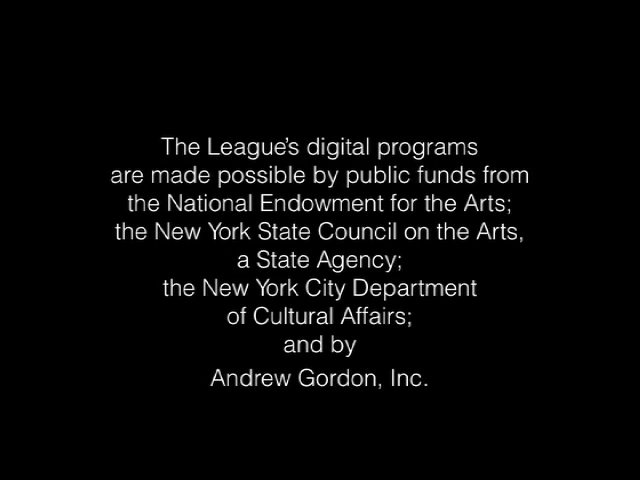 The League's digital programs
are made possible by public funds from
the National Endowment for the Arts;
the New York State Council on the Arts,
a State Agency;
the New York City Department
of Cultural Affairs;
and by
Andrew Gordon, Inc.